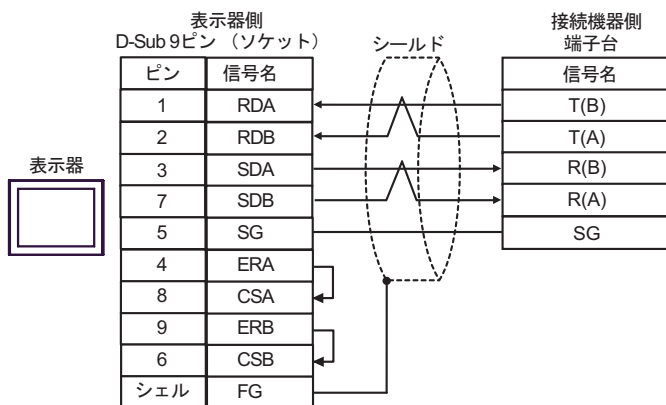 表示器側
D-Sub 9ピン （ソケット）
シールド
接続機器側
端子台
ピン 信号名
信号名
1 RDA
T(B)
2 RDB
T(A)
表示器
3 SDA
R(B)
7 SDB
R(A)
5 SG
SG
4 ERA
8 CSA
9 ERB
6 CSB
シェル FG